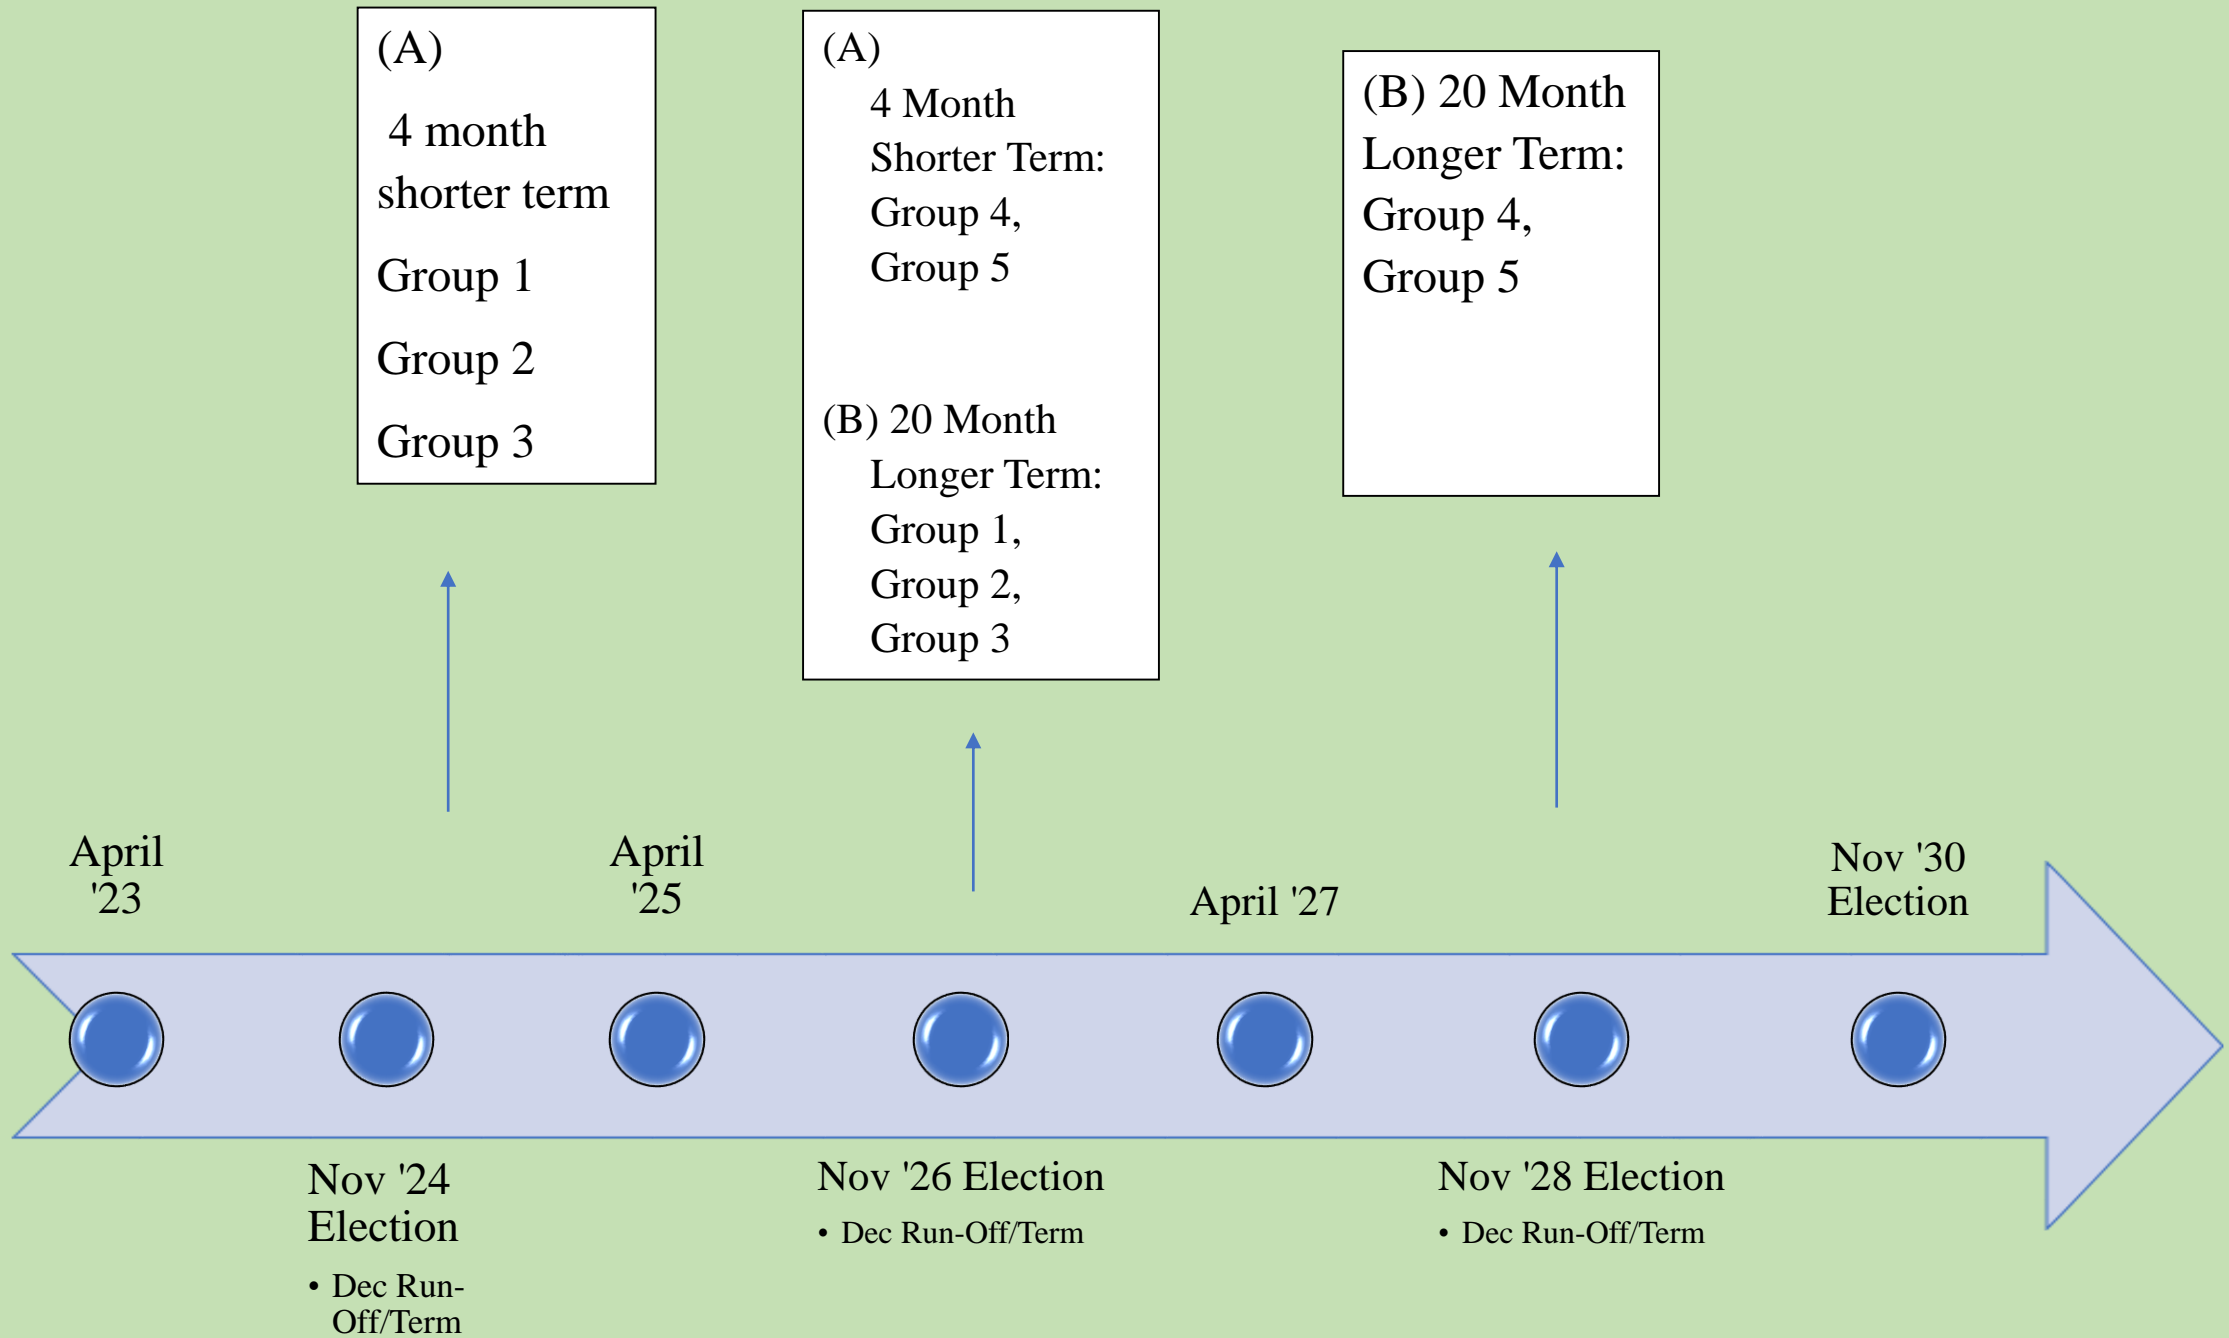 (A)
4 month
shorter term
Group 1
Group 2
Group 3
(A)
4 Month
Shorter Term:
Group 4,
Group 5
(B) 20 Month
Longer Term:
Group 1,
Group 2,
Group 3
(B) 20 Month
Longer Term:
Group 4,
Group 5
April
'23
April
'25
April '27
Nov '30
Election
Nov '24
Election
• Dec Run-
Off/Term
Nov '26 Election
• Dec Run-Off/Term
Nov '28 Election
• Dec Run-Off/Term